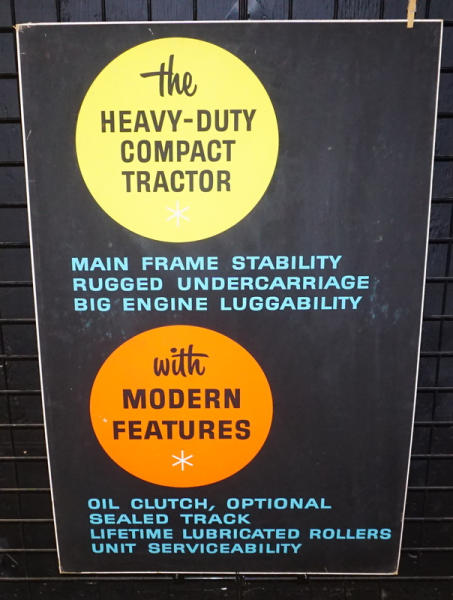 the
HEAVY-DUTY
COMPACT
TRACTOR
MAIN FRAME STABILITY
RUGGED UNDERCARRIAGE
BIG ENGINE LUGGABILITY
with
MODERN
FEATURES
OIL CLUTCH, OPTIONAL
SEALED TRACK
LIFETIME LUBRICATED ROLLERS
UNIT SERVICEABILITY